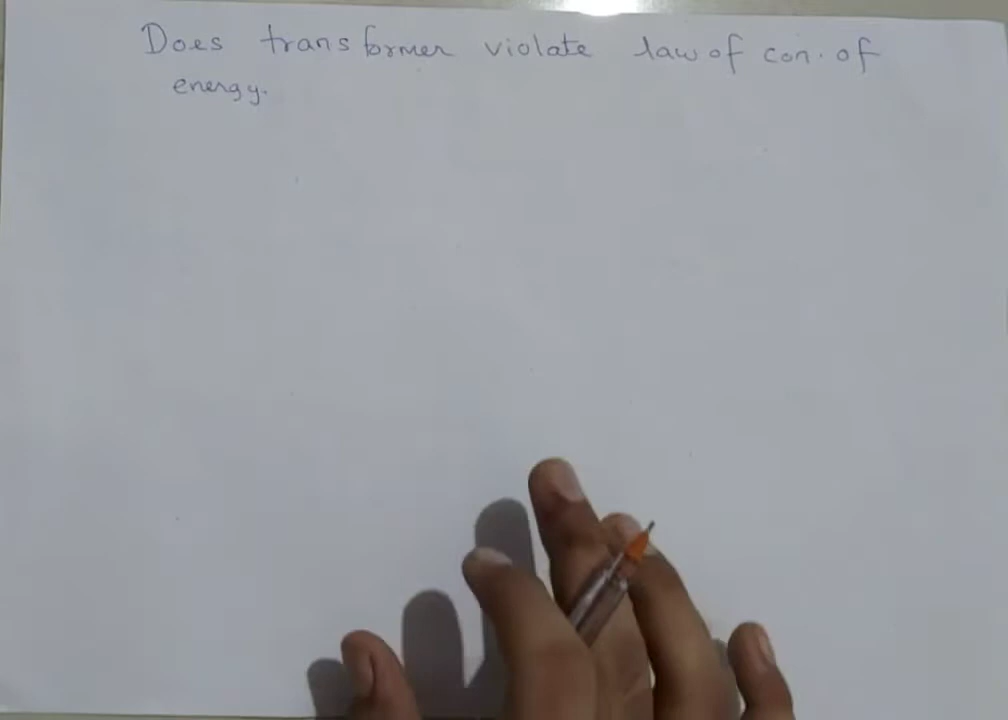 Does transformer violate law of con. of
energy.